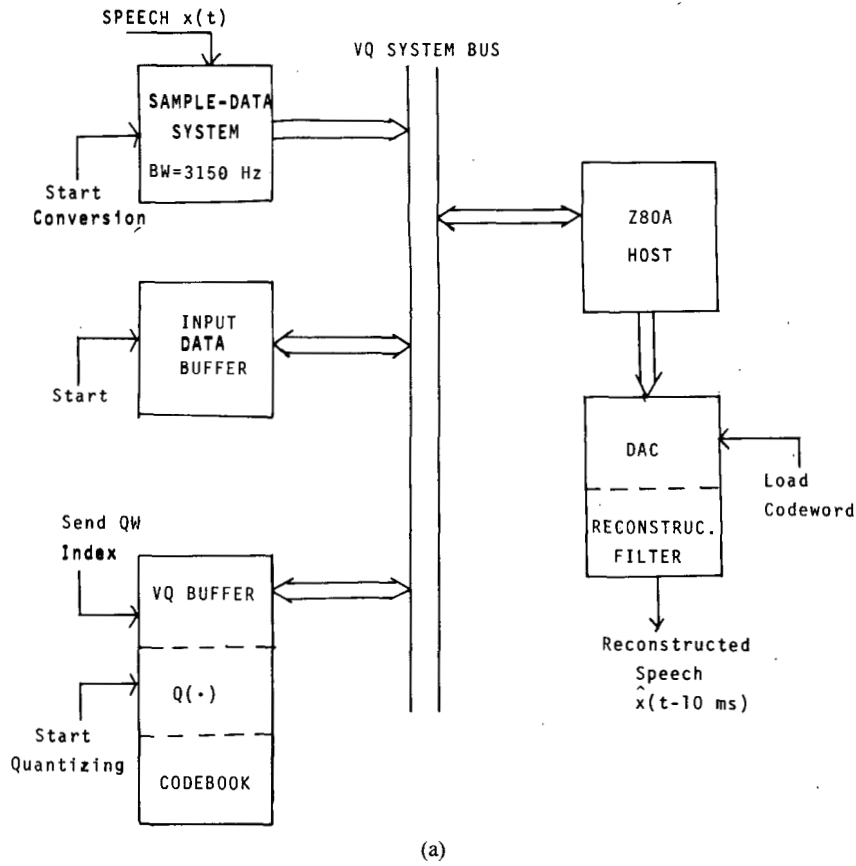 SPEECH x(t)
VQ SYSTEM BUS
SAMPLE-DATA
SYSTEM
BW=3150 Hz
Start
Conversion
Z80A
HOST
INPUT
DATA
BUFFER
Start
DAC
Load
Codeword
RECONSTRUC.
FILTER
Send QW
Index
VQ BUFFER
Reconstructed
Speech
x̂(t-10 ms)
Q(·)
Start
Quantizing
CODEBOOK
(a)